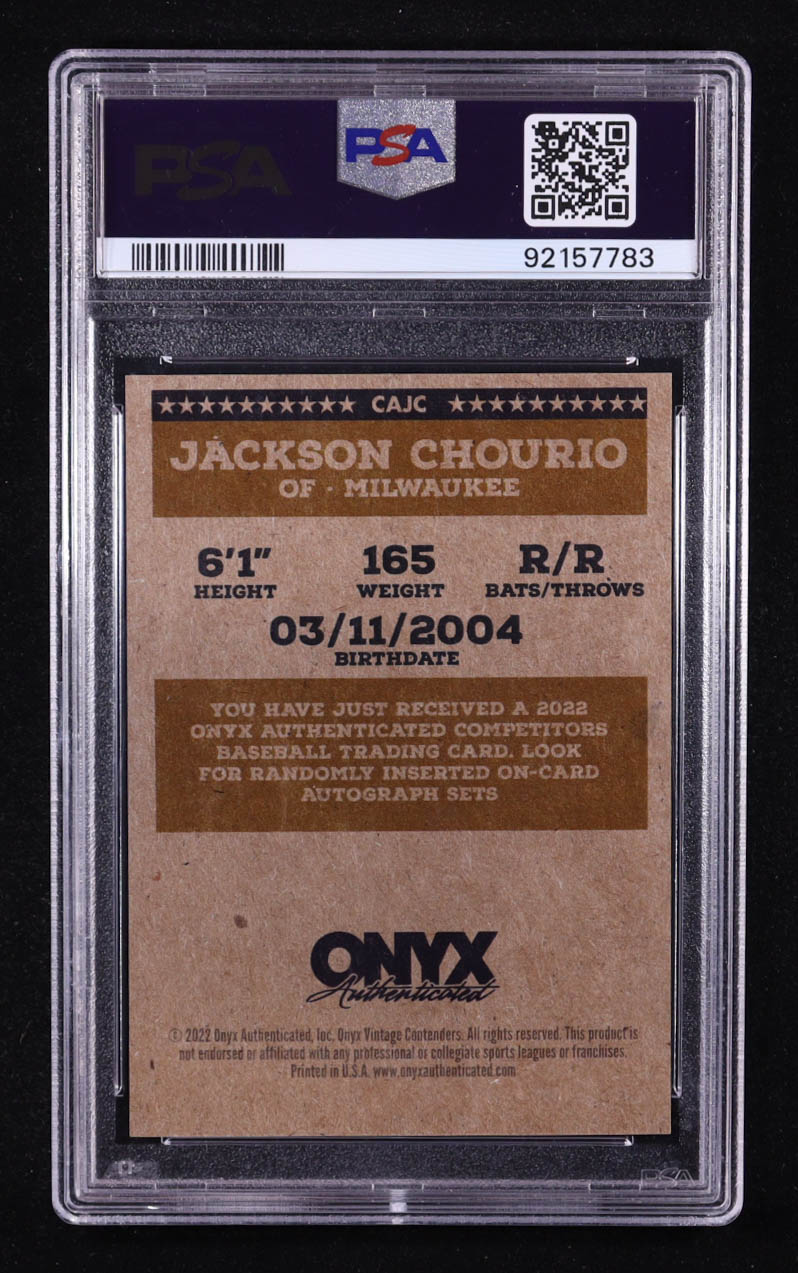 PSA
PSA
92157783
CAJC
JACKSON CHOURIO
OF - MILWAUKEE
6'1" 165 R/R
HEIGHT WEIGHT BATS/THROWS
03/11/2004
BIRTHDATE
YOU HAVE JUST RECEIVED A 2022
ONYX AUTHENTICATED COMPETITORS
BASEBALL TRADING CARD. LOOK
FOR RANDOMLY INSERTED ON-CARD
AUTOGRAPH SETS
ONYX
Authenticated
© 2022 Onyx Authenticated, Inc. Onyx Vintage Contenders. All rights reserved. This product is
not endorsed or affiliated with any professional or collegiate sports leagues or franchises.
Printed in U.S.A. www.onyxauthenticated.com
PSA